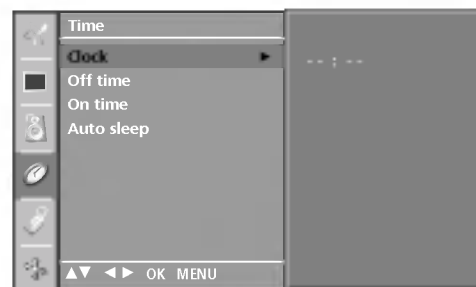 Time
Clock ►
-- : --
Off time
On time
Auto sleep
▲▼ ◄► OK MENU